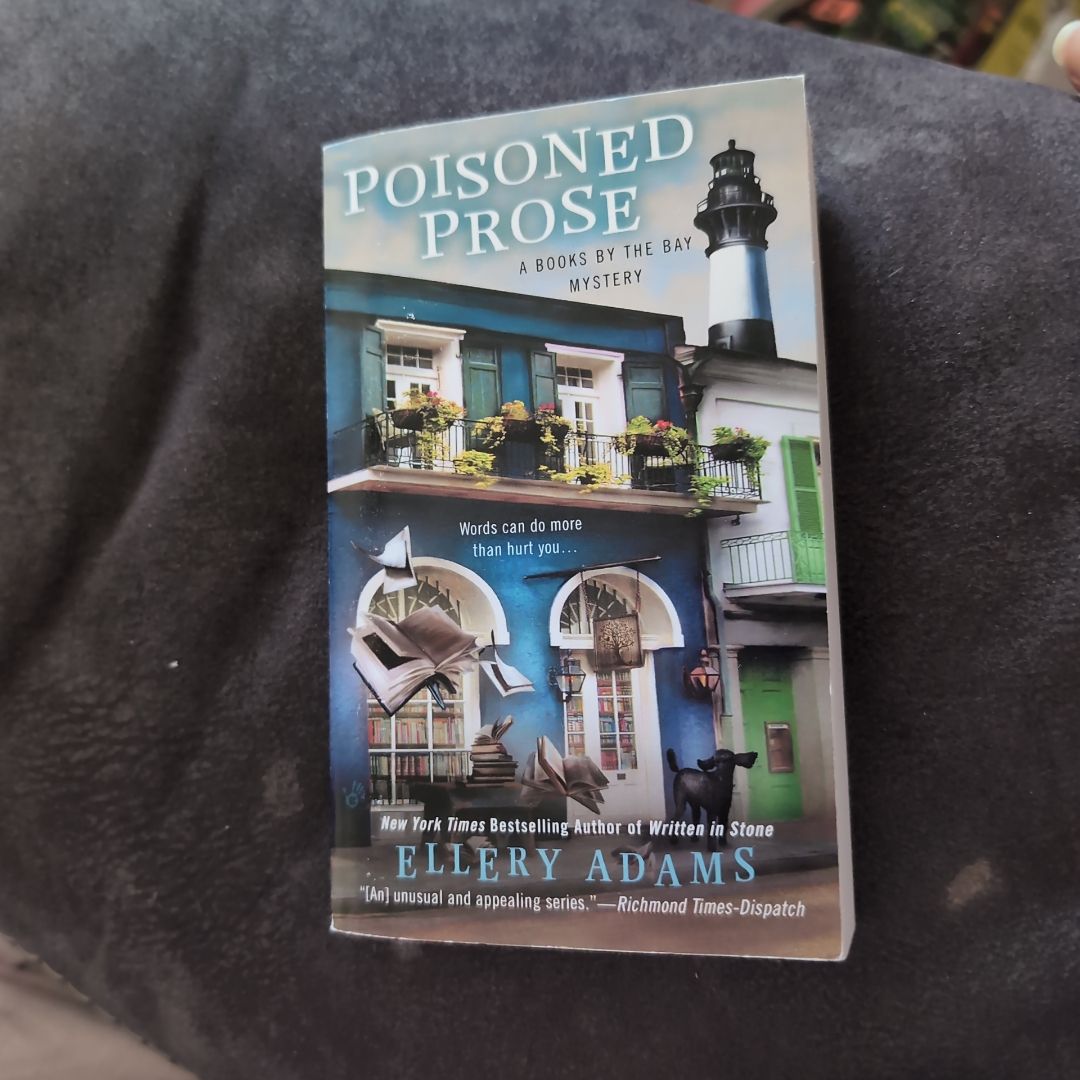 POISONED
PROSE
A BOOKS BY THE BAY
MYSTERY
Words can do more
than hurt you...
New York Times Bestselling Author of Written in Stone
ELLERY ADAMS
“[An] unusual and appealing series.”—Richmond Times-Dispatch